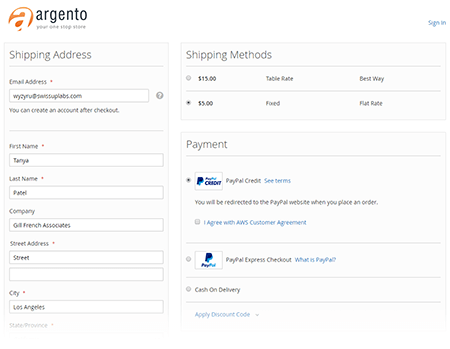 argento
your one stop store
Sign In
Shipping Address
Email Address *
wyzyru@swissuplabs.com
You can create an account after checkout.
First Name *
Tanya
Last Name *
Patel
Company
Gill French Associates
Street Address *
Street
City *
Los Angeles
State/Province *
Shipping Methods
$15.00 Table Rate Best Way
$5.00 Fixed Flat Rate
Payment
PayPal CREDIT PayPal Credit See terms
You will be redirected to the PayPal website when you place an order.
I Agree with AWS Customer Agreement
PayPal PayPal Express Checkout What is PayPal?
Cash On Delivery
Apply Discount Code